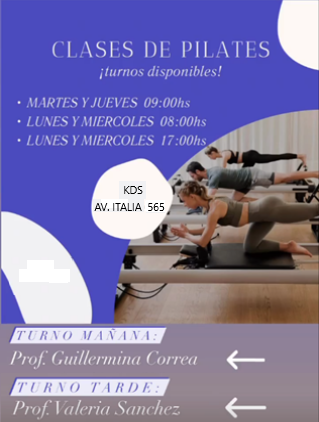 CLASES DE PILATES
¡turnos disponibles!
• MARTES Y JUEVES 09:00hs
• LUNES Y MIERCOLES 08:00hs
• LUNES Y MIERCOLES 17:00hs
KDS
AV. ITALIA 565
TURNO MAÑANA:
Prof. Guillermina Correa
TURNO TARDE:
Prof. Valeria Sanchez